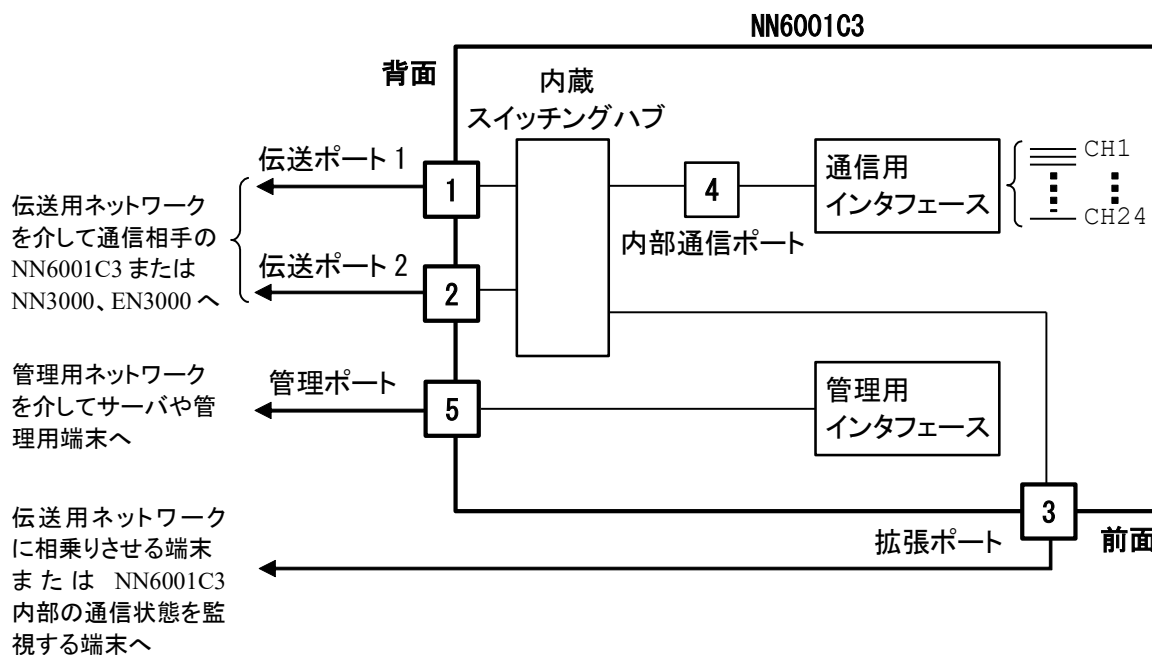 NN6001C3
背面
内蔵
スイッチングハブ
伝送ポート 1
1
4
通信用
インタフェース
CH1
CH24
内部通信ポート
伝送用ネットワーク
を介して通信相手の
NN6001C3 または
NN3000、EN3000 へ
伝送ポート 2
2
管理用ネットワーク
を介してサーバや管
理用端末へ
管理ポート
5
管理用
インタフェース
3
拡張ポート
前面
伝送用ネットワーク
に相乗りさせる端末
または NN6001C3
内部の通信状態を監
視する端末へ